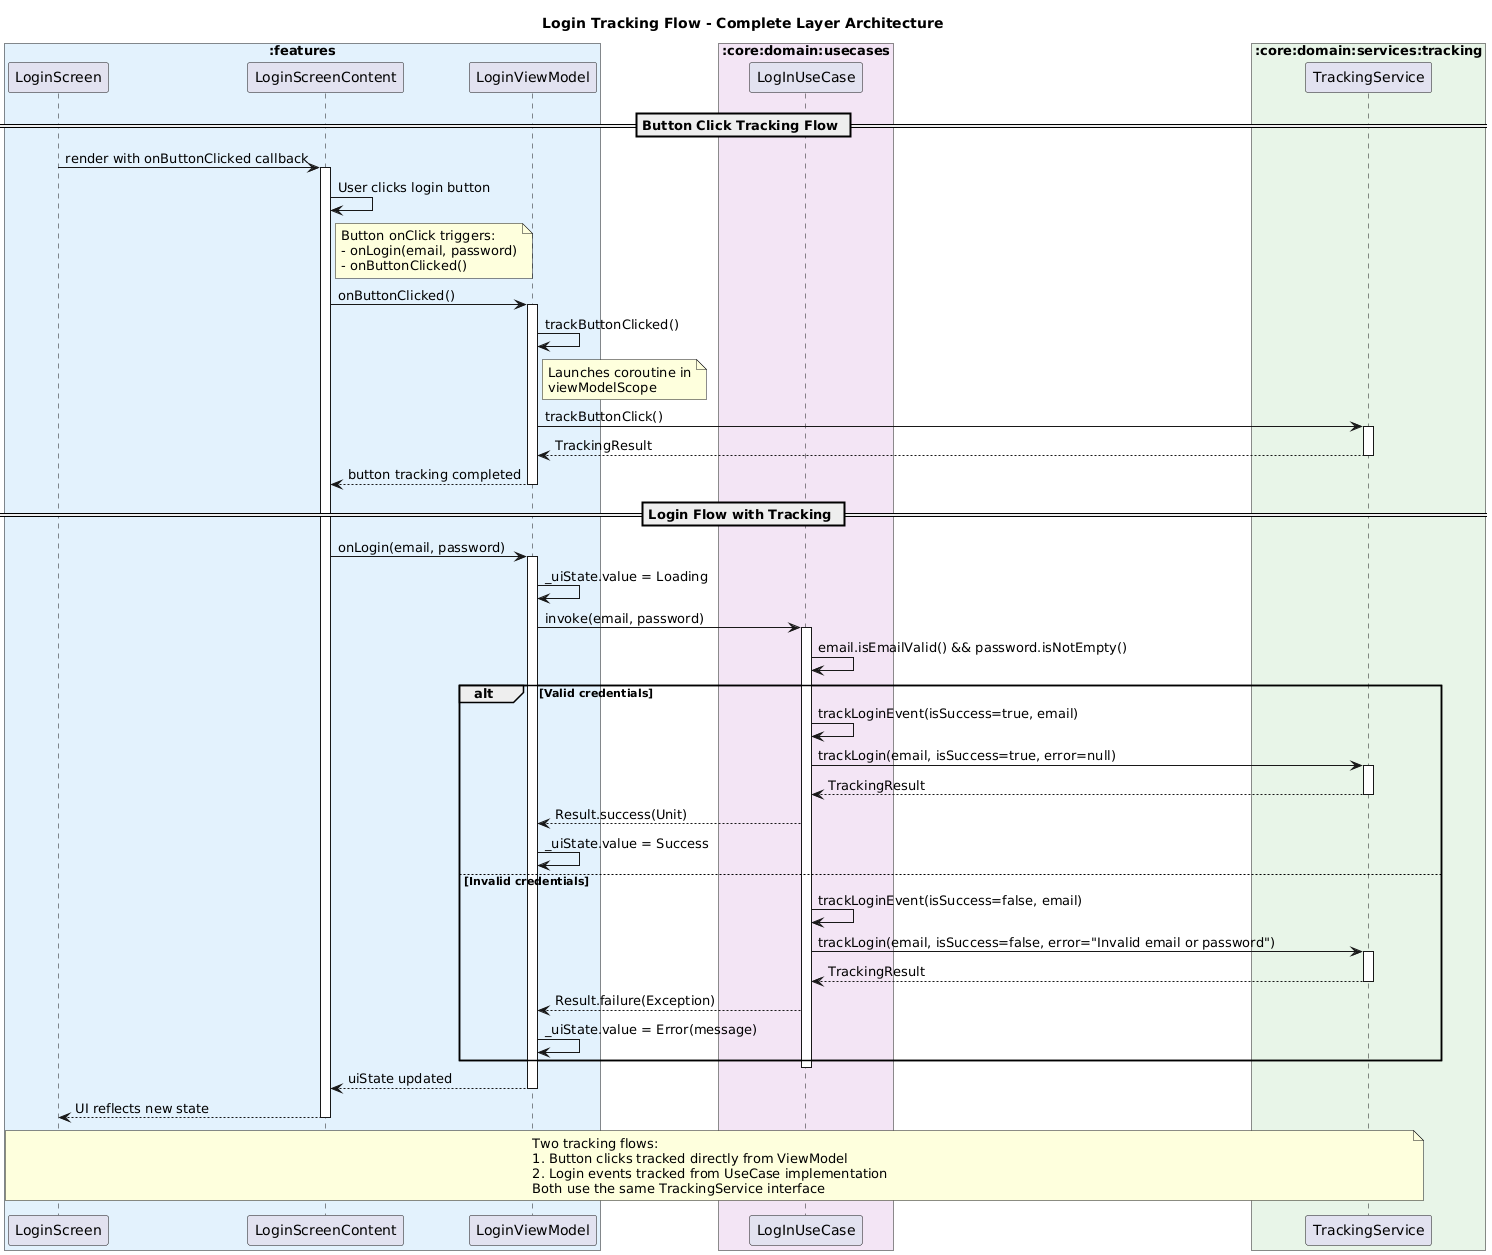 Login Tracking Flow - Complete Layer Architecture
:features
:core:domain:usecases
:core:domain:services:tracking
LoginScreen
LoginScreenContent
LoginViewModel
LogInUseCase
TrackingService
Button Click Tracking Flow
render with onButtonClicked callback
User clicks login button
Button onClick triggers:
- onLogin(email, password)
- onButtonClicked()
onButtonClicked()
trackButtonClicked()
Launches coroutine in
viewModelScope
trackButtonClick()
TrackingResult
button tracking completed
Login Flow with Tracking
onLogin(email, password)
_uiState.value = Loading
invoke(email, password)
email.isEmailValid() && password.isNotEmpty()
alt
[Valid credentials]
trackLoginEvent(isSuccess=true, email)
trackLogin(email, isSuccess=true, error=null)
TrackingResult
Result.success(Unit)
_uiState.value = Success
[Invalid credentials]
trackLoginEvent(isSuccess=false, email)
trackLogin(email, isSuccess=false, error="Invalid email or password")
TrackingResult
Result.failure(Exception)
_uiState.value = Error(message)
uiState updated
UI reflects new state
Two tracking flows:
1. Button clicks tracked directly from ViewModel
2. Login events tracked from UseCase implementation
Both use the same TrackingService interface
LoginScreen
LoginScreenContent
LoginViewModel
LogInUseCase
TrackingService